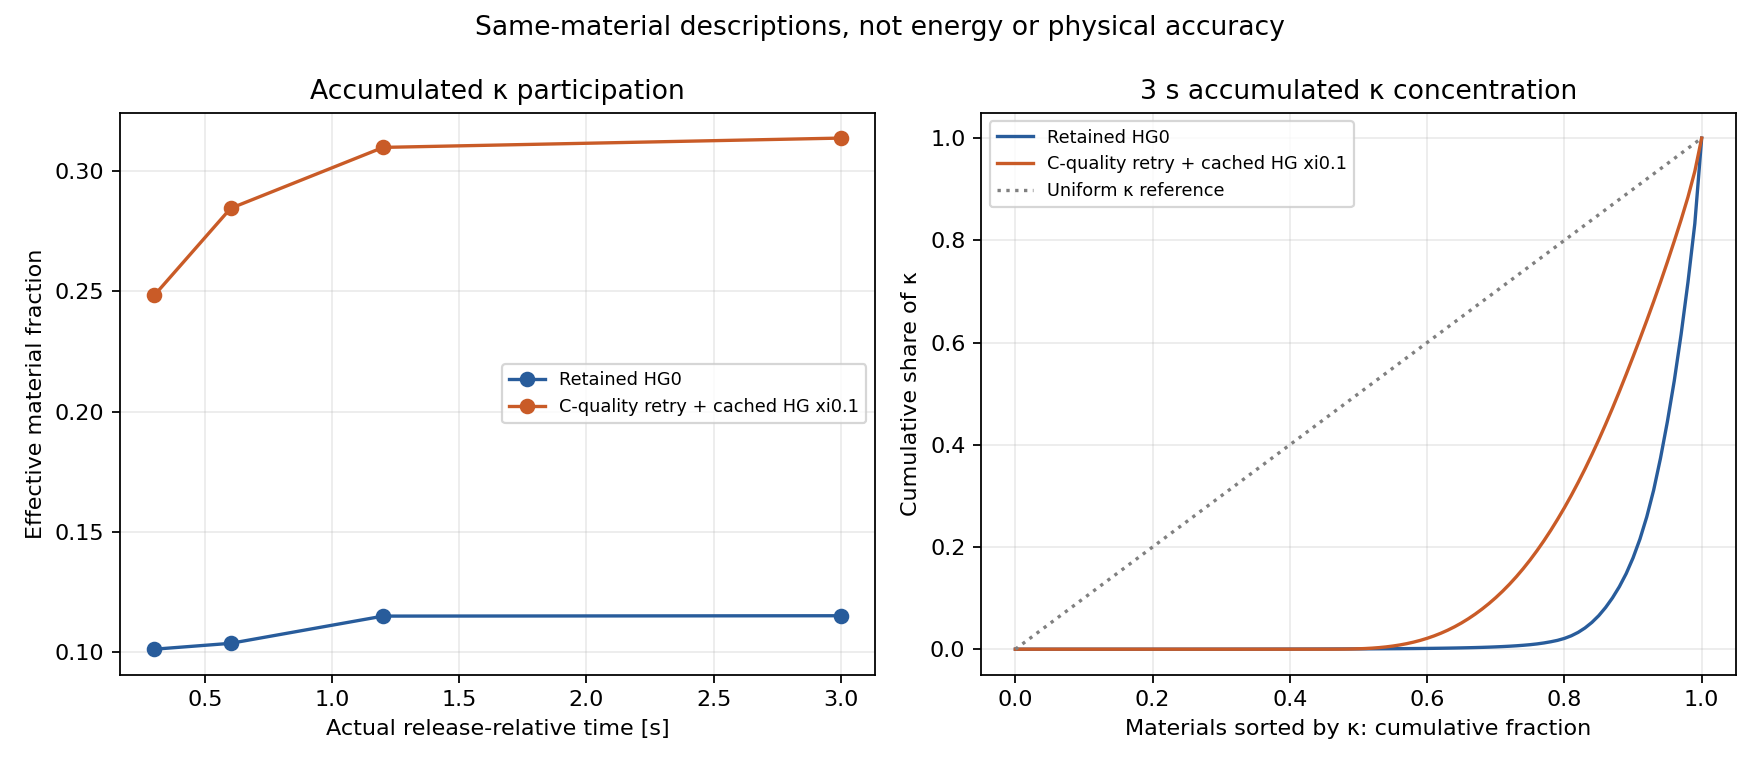 Same-material descriptions, not energy or physical accuracy
Accumulated κ participation
0.30
0.25
0.20
0.15
0.10
Effective material fraction
Retained HG0
C-quality retry + cached HG xi0.1
0.5
1.0
1.5
2.0
2.5
3.0
Actual release-relative time [s]
3 s accumulated κ concentration
Retained HG0
C-quality retry + cached HG xi0.1
Uniform κ reference
1.0
0.8
0.6
0.4
0.2
0.0
Cumulative share of κ
0.0
0.2
0.4
0.6
0.8
1.0
Materials sorted by κ: cumulative fraction